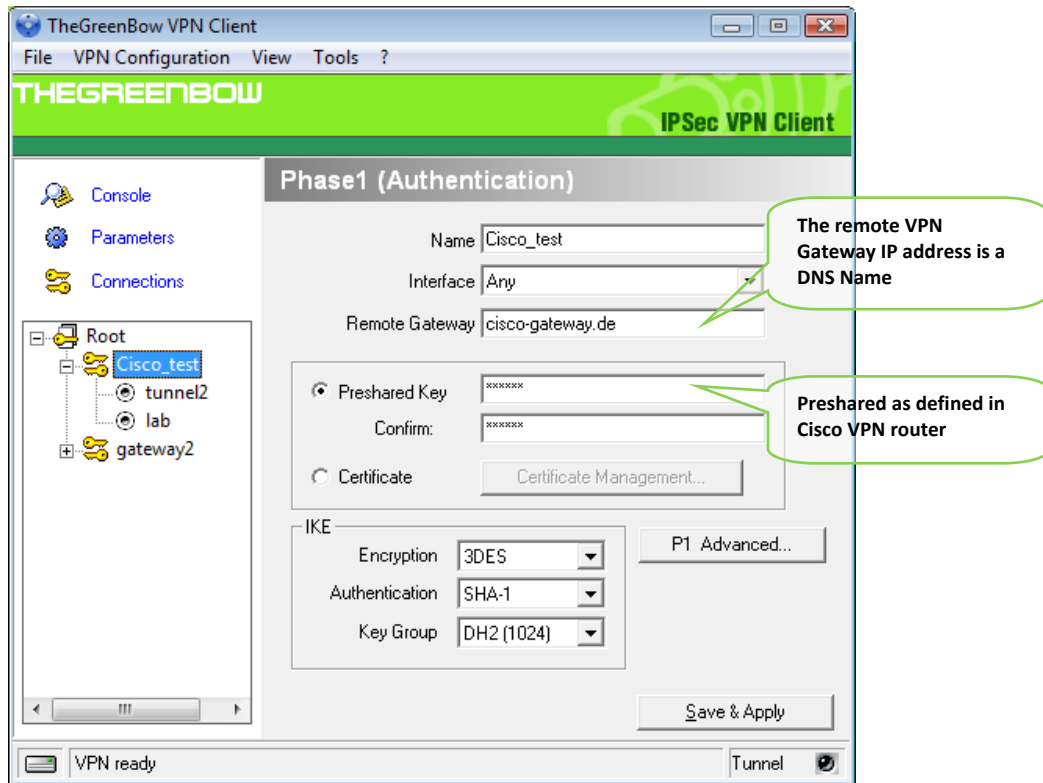 TheGreenBow VPN Client
File VPN Configuration View Tools ?
THEGREENBOW
IPSec VPN Client
Console
Parameters
Connections
Root
Cisco_test
tunnel2
lab
gateway2
Phase1 (Authentication)
Name Cisco_test
Interface Any
Remote Gateway cisco-gateway.de
Preshared Key ××××××
Confirm: ××××××
Certificate Certificate Management...
IKE
Encryption 3DES
Authentication SHA-1
Key Group DH2 (1024)
P1 Advanced...
Save & Apply
VPN ready
Tunnel
The remote VPN
Gateway IP address is a
DNS Name
Preshared as defined in
Cisco VPN router